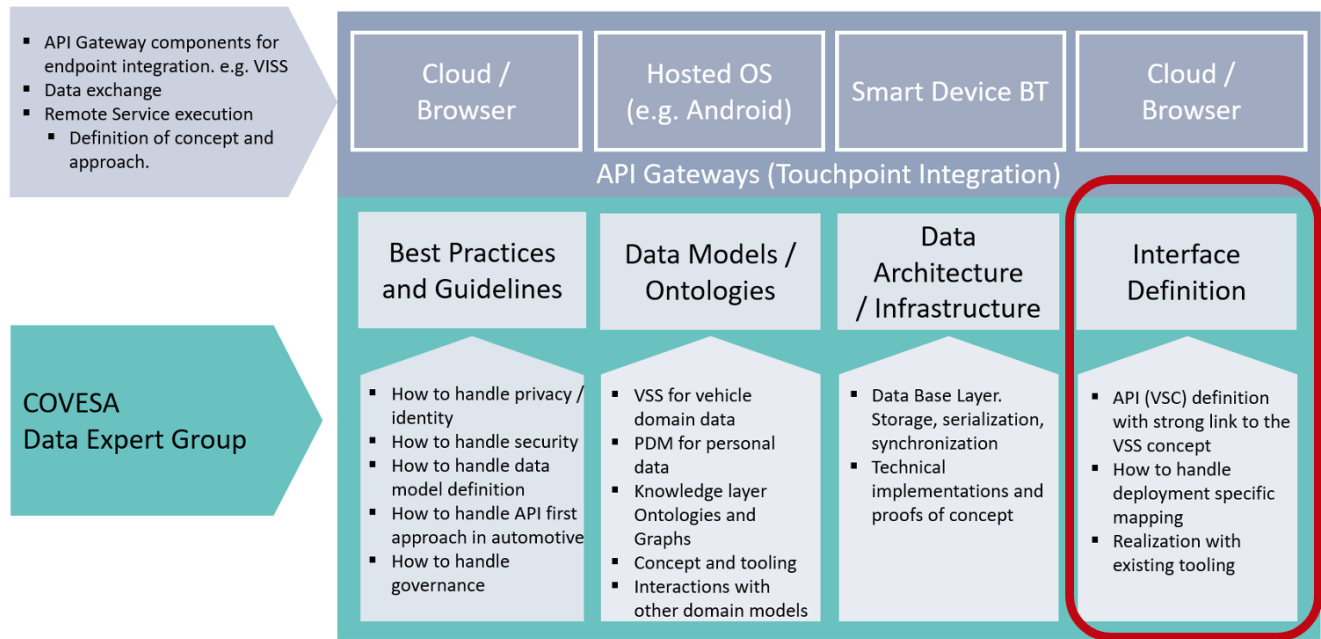 ▪ API Gateway components for
endpoint integration. e.g. VISS
▪ Data exchange
▪ Remote Service execution
▪ Definition of concept and
approach.
Cloud /
Browser
Hosted OS
(e.g. Android)
Smart Device BT
Cloud /
Browser
API Gateways (Touchpoint Integration)
COVESA
Data Expert Group
Best Practices
and Guidelines
▪ How to handle privacy /
identity
▪ How to handle security
▪ How to handle data
model definition
▪ How to handle API first
approach in automotive
▪ How to handle
governance
Data Models /
Ontologies
▪ VSS for vehicle
domain data
▪ PDM for personal
data
▪ Knowledge layer
Ontologies and
Graphs
▪ Concept and tooling
▪ Interactions with
other domain models
Data
Architecture
/ Infrastructure
▪ Data Base Layer.
Storage, serialization,
synchronization
▪ Technical
implementations and
proofs of concept
Interface
Definition
▪ API (VSC) definition
with strong link to the
VSS concept
▪ How to handle
deployment specific
mapping
▪ Realization with
existing tooling